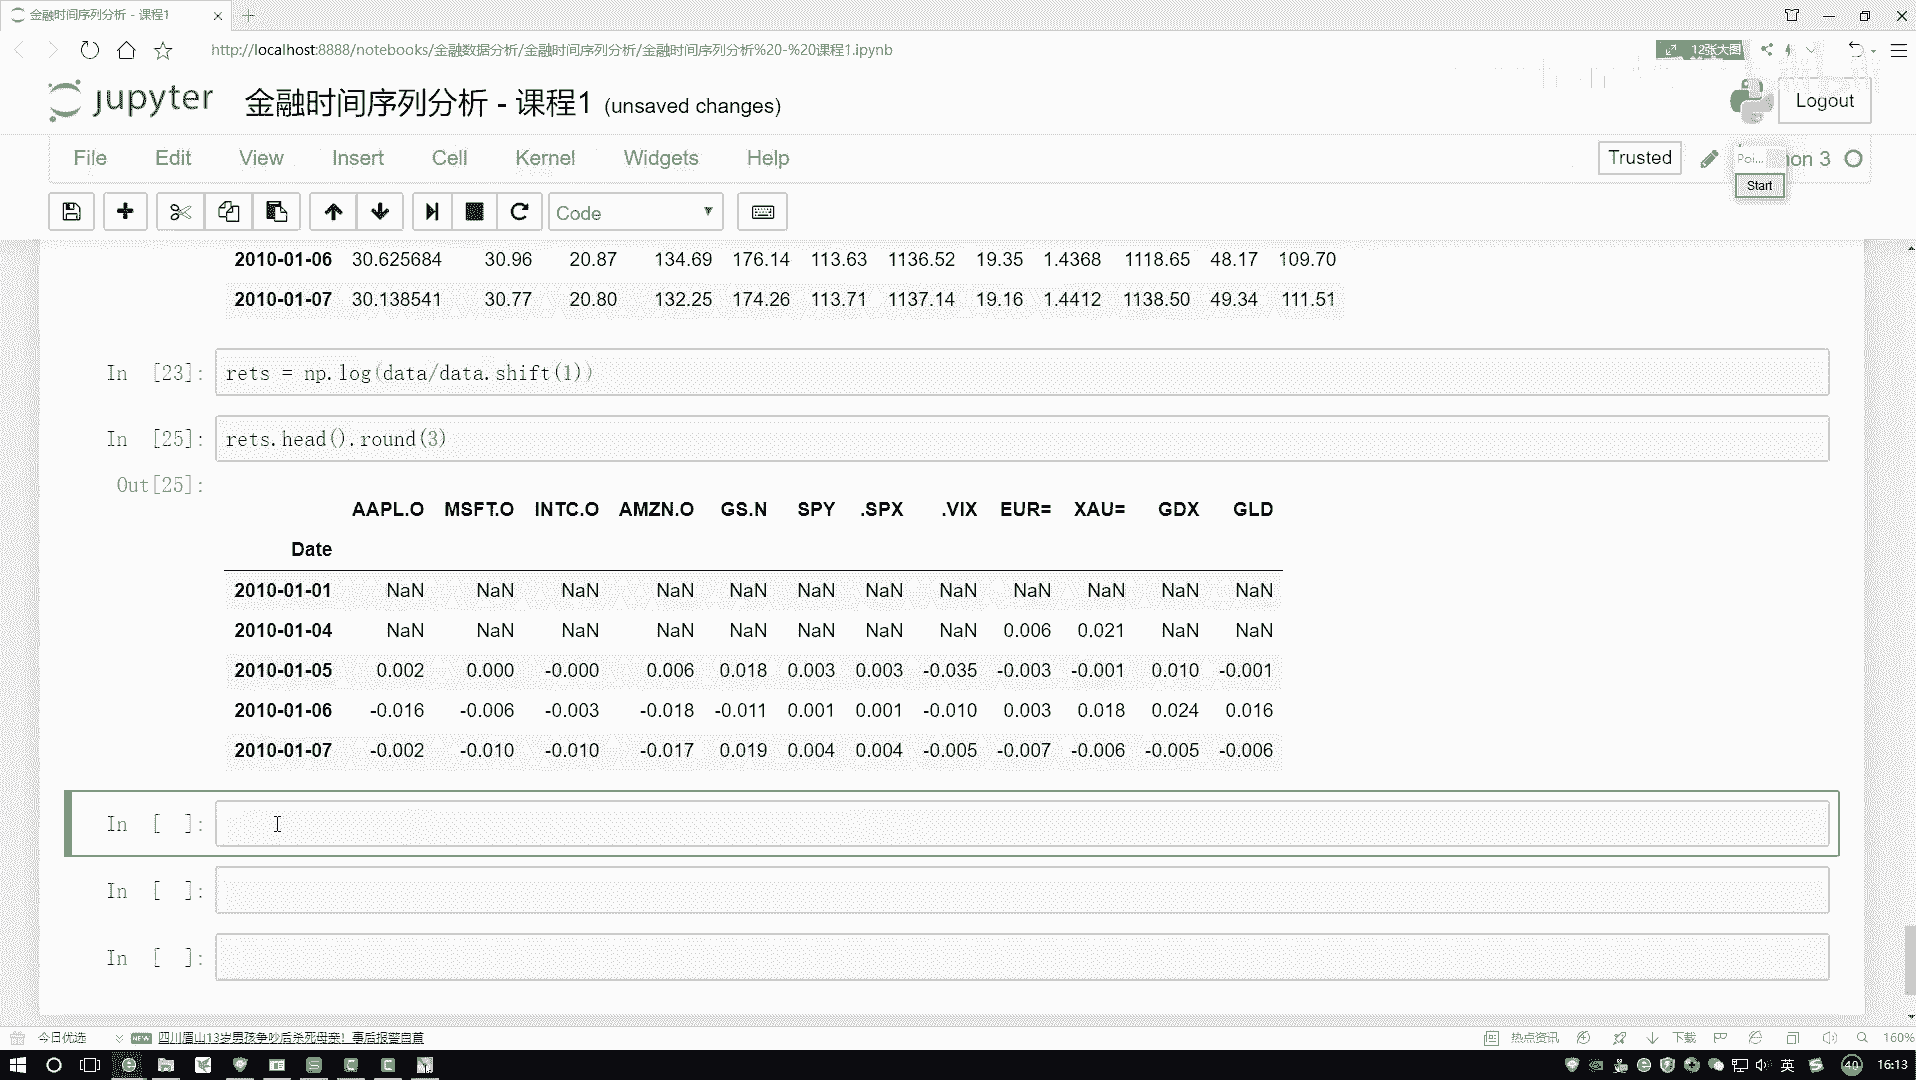 金融时间序列分析 - 课程1
http://localhost:8888/notebooks/金融数据分析/金融时间序列分析/金融时间序列分析%20-%20课程1.ipynb
12张大图
jupyter 金融时间序列分析 - 课程1 (unsaved changes)
Logout
File Edit View Insert Cell Kernel Widgets Help
Trusted
Poi...
hon 3
Start
Code
2010-01-06 30.625684 30.96 20.87 134.69 176.14 113.63 1136.52 19.35 1.4368 1118.65 48.17 109.70
2010-01-07 30.138541 30.77 20.80 132.25 174.26 113.71 1137.14 19.16 1.4412 1138.50 49.34 111.51
In [23]: rets = np.log(data/data.shift(1))
In [25]: rets.head().round(3)
Out[25]:
AAPL.O MSFT.O INTC.O AMZN.O GS.N SPY .SPX .VIX EUR= XAU= GDX GLD
Date
2010-01-01 NaN NaN NaN NaN NaN NaN NaN NaN NaN NaN NaN NaN
2010-01-04 NaN NaN NaN NaN NaN NaN NaN NaN 0.006 0.021 NaN NaN
2010-01-05 0.002 0.000 -0.000 0.006 0.018 0.003 0.003 -0.035 -0.003 -0.001 0.010 -0.001
2010-01-06 -0.016 -0.006 -0.003 -0.018 -0.011 0.001 0.001 -0.010 0.003 0.018 0.024 0.016
2010-01-07 -0.002 -0.010 -0.010 -0.017 0.019 0.004 0.004 -0.005 -0.007 -0.006 -0.005 -0.006
In [ ]:
In [ ]:
In [ ]:
今日优选 NEW 四川眉山13岁男孩争吵后杀死母亲！事后报警自首
热点资讯 下载 160%
英 40 16:13